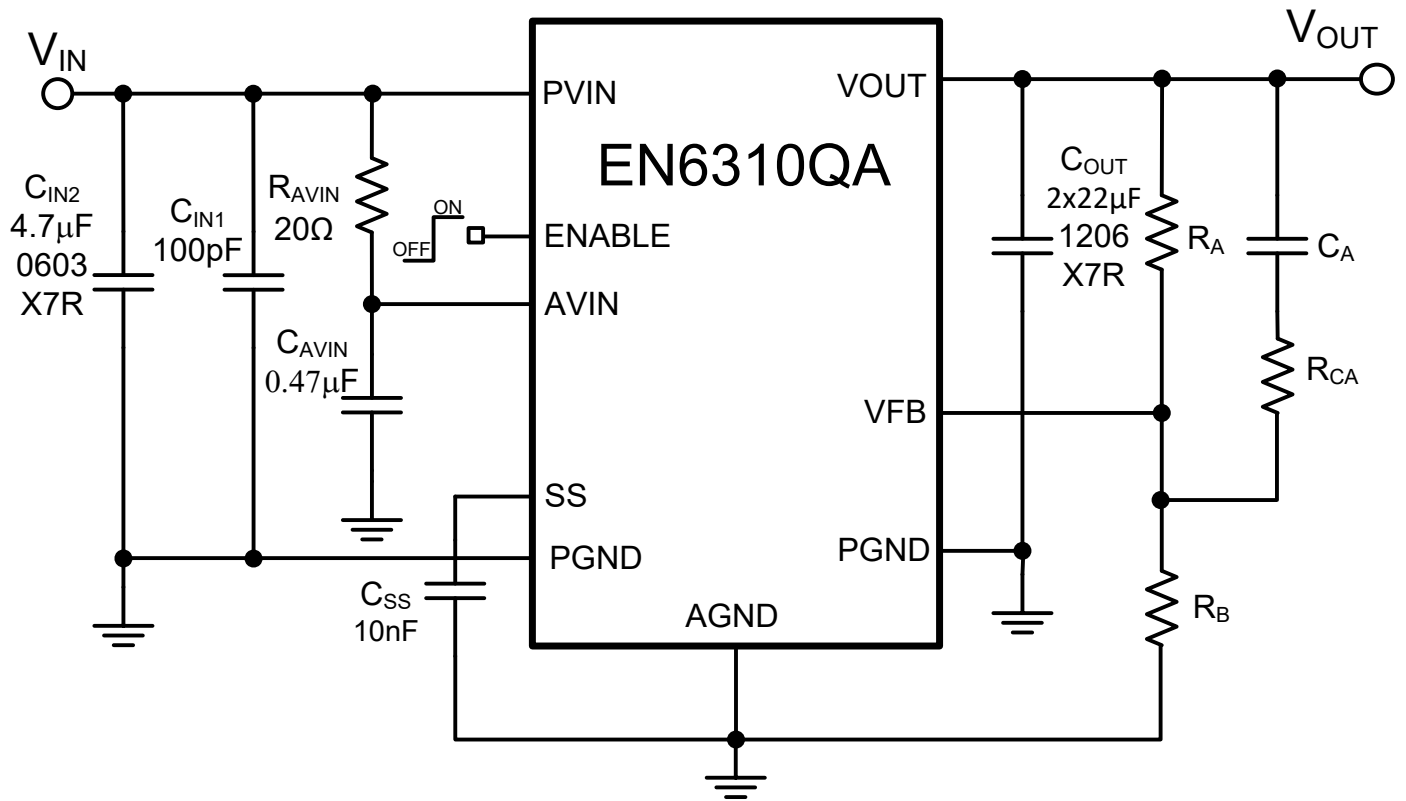 VIN
VOUT
PVIN
VOUT
EN6310QA
CIN2
4.7μF
0603
X7R
CIN1
100pF
RAVIN
20Ω
ON
OFF
ENABLE
COUT
2x22µF
1206
X7R
RA
CA
AVIN
CAVIN
0.47μF
RCA
VFB
SS
PGND
PGND
CSS
10nF
AGND
RB